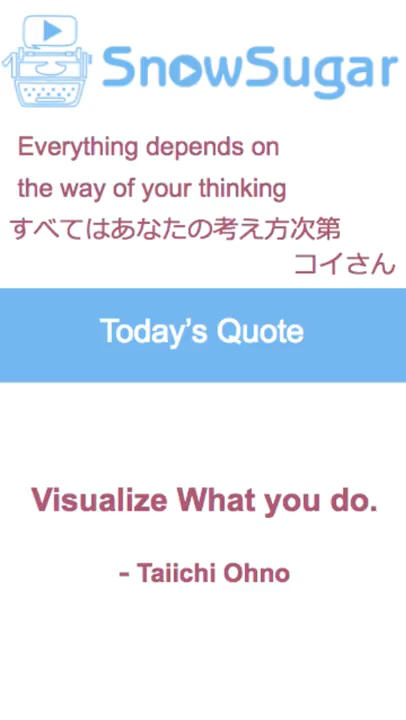 SnowSugar
Everything depends on
the way of your thinking
すべてはあなたの考え方次第
コイさん
Today's Quote
Visualize What you do.
- Taiichi Ohno